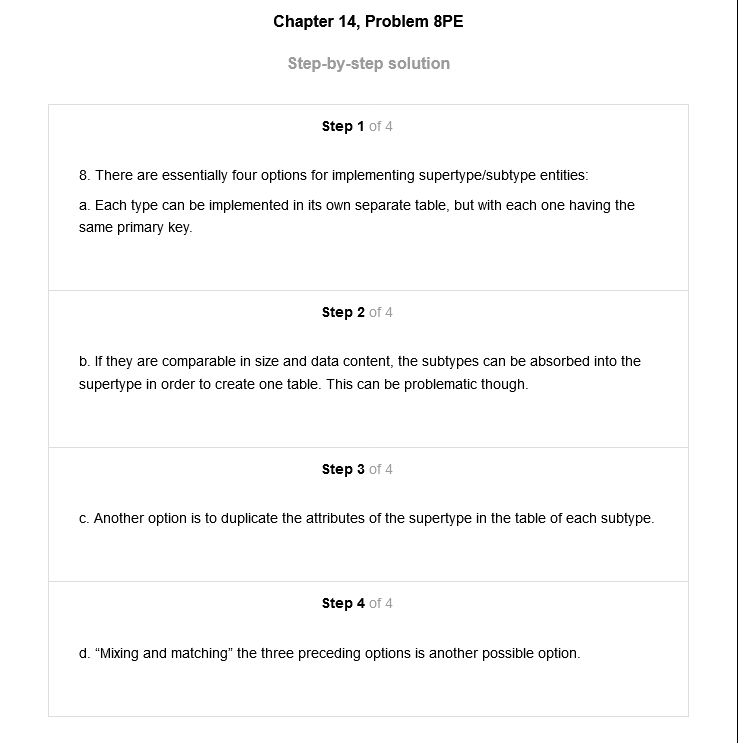 Chapter 14, Problem 8PE
Step-by-step solution
Step 1 of 4
8. There are essentially four options for implementing supertype/subtype entities:
a. Each type can be implemented in its own separate table, but with each one having the
same primary key.
Step 2 of 4
b. If they are comparable in size and data content, the subtypes can be absorbed into the
supertype in order to create one table. This can be problematic though.
Step 3 of 4
c. Another option is to duplicate the attributes of the supertype in the table of each subtype.
Step 4 of 4
d. “Mixing and matching” the three preceding options is another possible option.